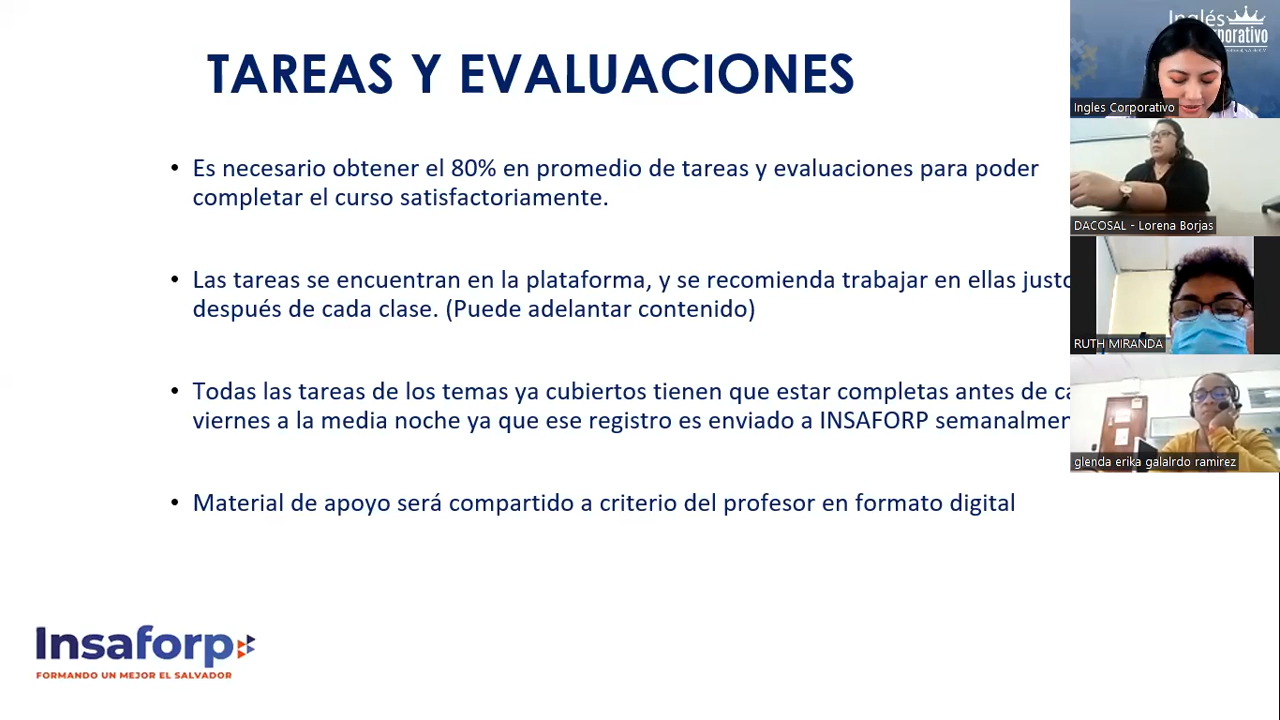 TAREAS Y EVALUACIONES
• Es necesario obtener el 80% en promedio de tareas y evaluaciones para poder
completar el curso satisfactoriamente.
• Las tareas se encuentran en la plataforma, y se recomienda trabajar en ellas justo
después de cada clase. (Puede adelantar contenido)
• Todas las tareas de los temas ya cubiertos tienen que estar completas antes de
viernes a la media noche ya que ese registro es enviado a INSAFORP
• Material de apoyo será compartido a criterio del profesor en formato digital
Insaforp
FORMANDO UN MEJOR EL SALVADOR
Inglés
Ingles Corporativo
DACOSAL - Lorena Borjas
RUTH MIRANDA
glenda erika galalrdo ramirez